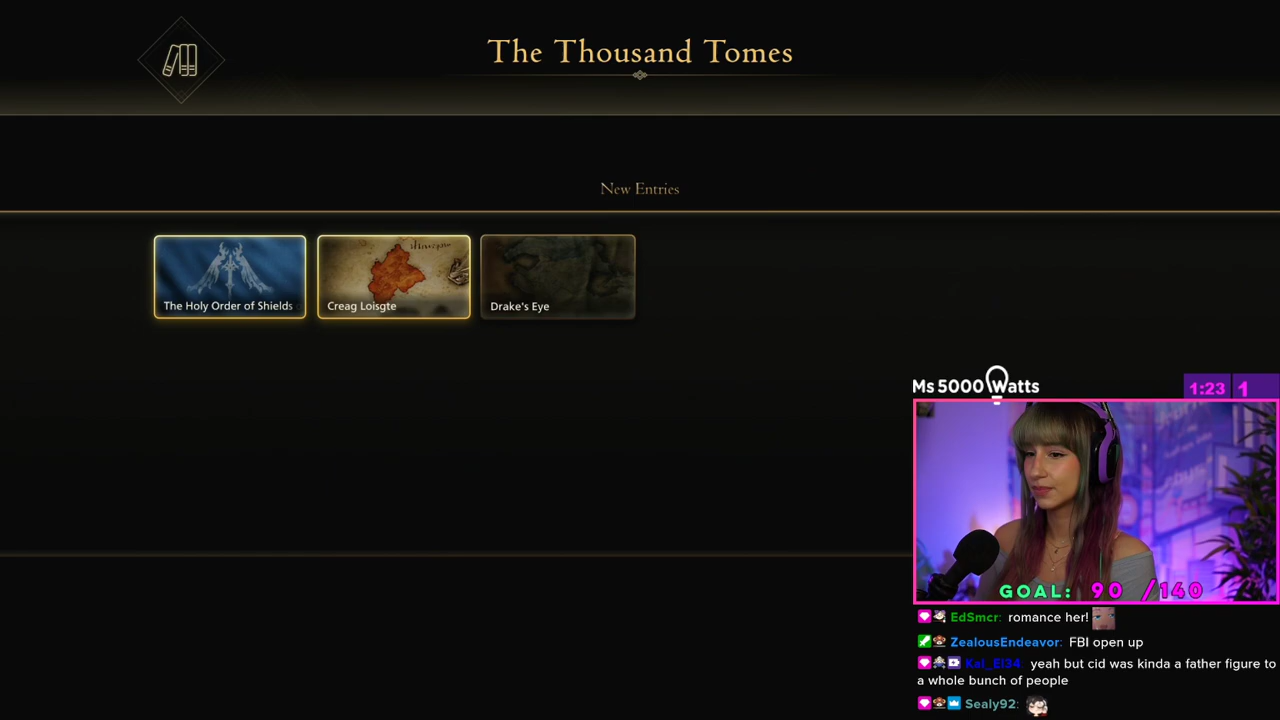 The Thousand Tomes
New Entries
The Holy Order of Shields
Creag Loisgte
Drake's Eye
Ms 5000 Watts
1:23 1
GOAL: 90 /140
EdSmcr: romance her!
ZealousEndeavor: FBI open up
Kal_El34: yeah but cid was kinda a father figure to
a whole bunch of people
Sealy92: